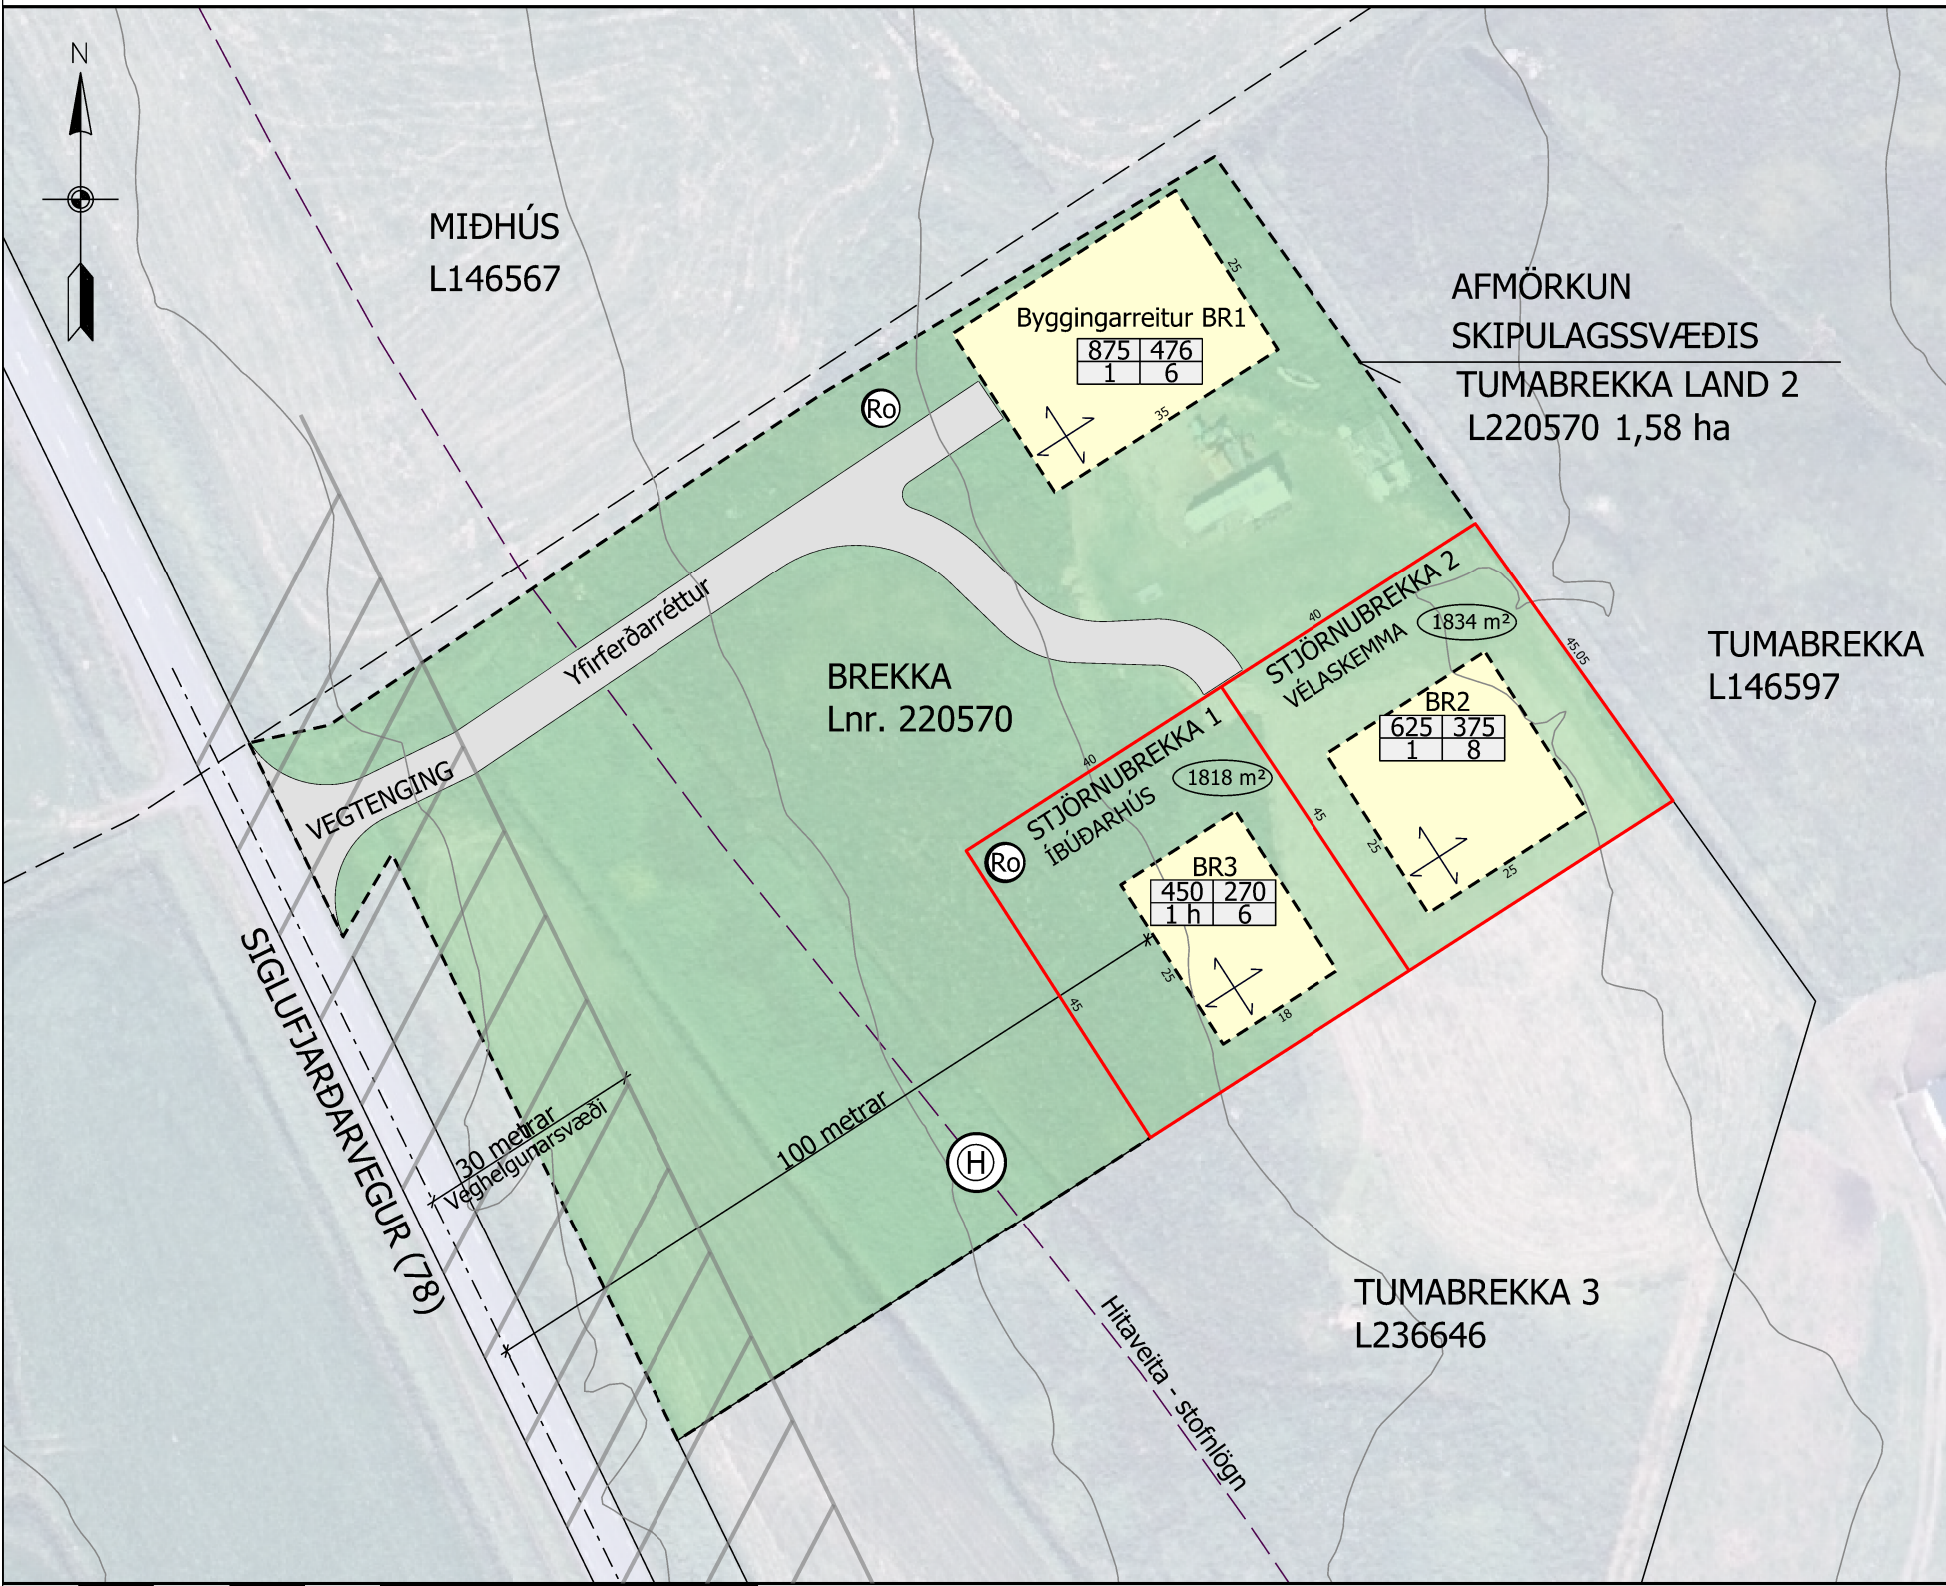 N
MIÐHÚS
L146567
AFMÖRKUN
SKIPULAGSSVÆÐIS
TUMABREKKA LAND 2
L220570 1,58 ha
Byggingarreitur BR1
875 476
1 6
25
35
Ro
Yfirferðarréttur
VEGTENGING
BREKKA
Lnr. 220570
STJÖRNUBREKKA 2
VÉLASKEMMA
1834 m²
40
45.05
BR2
625 375
1 8
25
25
TUMABREKKA
L146597
STJÖRNUBREKKA 1
ÍBÚÐARHÚS
1818 m²
40
45
Ro
BR3
450 270
1 h 6
25
18
45
SIGLUFJARÐARVEGUR (78)
30 metrar
Veghelgunarsvæði
100 metrar
H
Hitaveita - stofnlögn
TUMABREKKA 3
L236646